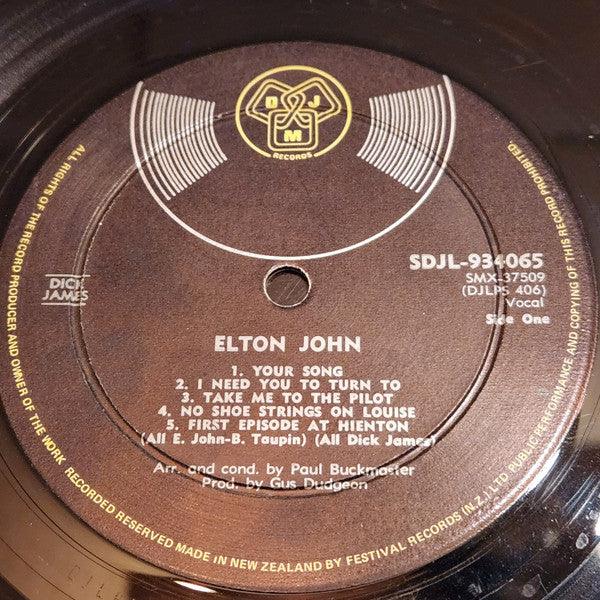 D J M
RECORDS
SDJL-934065
SMX-37509
(DJLPS 406)
Vocal
Side One
DICK
JAMES
ELTON JOHN
1. YOUR SONG
2. I NEED YOU TO TURN TO
3. TAKE ME TO THE PILOT
4. NO SHOE STRINGS ON LOUISE
5. FIRST EPISODE AT HIENTON
(All E. John-B. Taupin) (All Dick James)
Arr. and cond. by Paul Buckmaster
Prod. by Gus Dudgeon
ALL RIGHTS OF THE RECORD PRODUCER AND OWNER OF THE WORK RECORDED RESERVED MADE IN NEW ZEALAND BY FESTIVAL RECORDS (N.Z.) LTD PUBLIC PERFORMANCE AND COPYING OF THIS RECORD PROHIBITED